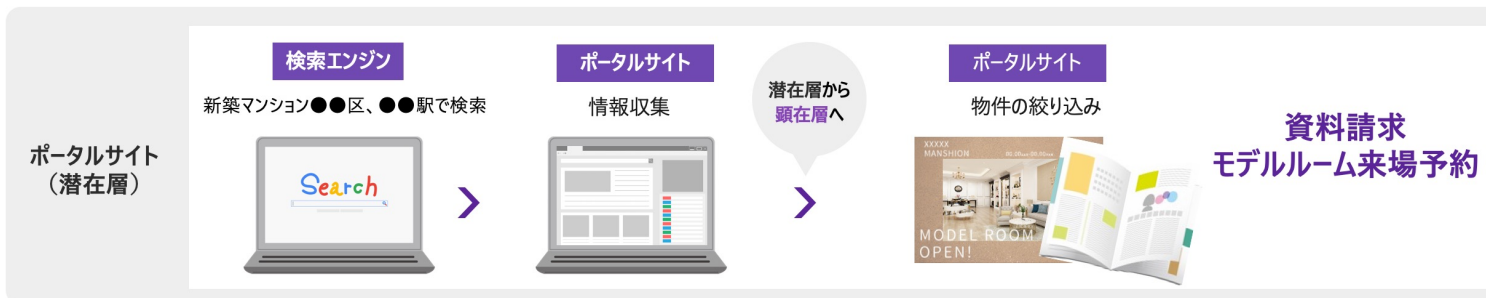 ポータルサイト
（潜在層）
検索エンジン
新築マンション●●区、●●駅で検索
Search
ポータルサイト
情報収集
潜在層から
顕在層へ
ポータルサイト
物件の絞り込み
XXXXX
MANSHION
MODEL ROOM
OPEN!
資料請求
モデルルーム来場予約